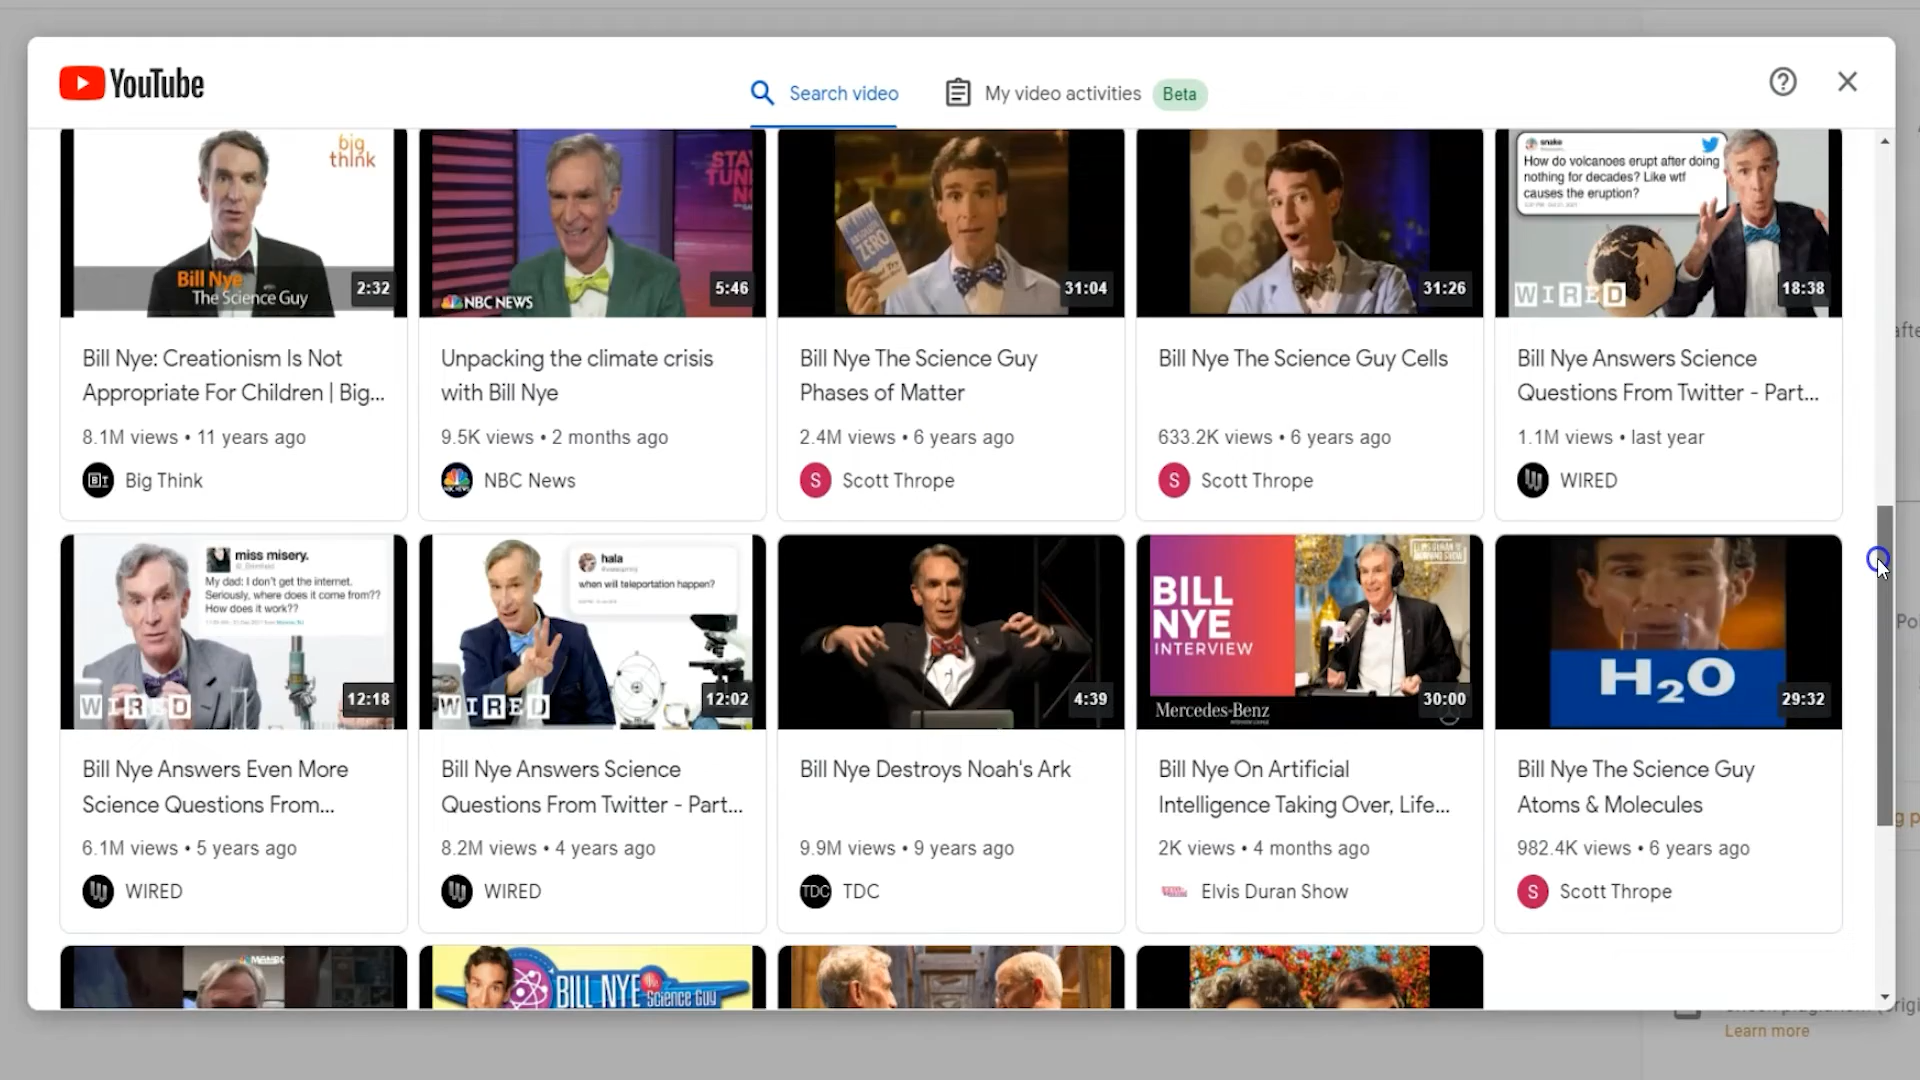 YouTube
Search video
My video activities
Beta
big think
Bill Nye
The Science Guy
2:32
STAY
TUN
NO
NBC NEWS
5:46
ABSOLUTE
ZERO
31:04
31:26
snake
How do volcanoes erupt after doing
nothing for decades? Like wtf
causes the eruption?
WIRED
18:38
Bill Nye: Creationism Is Not
Appropriate For Children | Big...
8.1M views • 11 years ago
Big Think
Unpacking the climate crisis
with Bill Nye
9.5K views • 2 months ago
NBC News
Bill Nye The Science Guy
Phases of Matter
2.4M views • 6 years ago
S
Scott Thrope
Bill Nye The Science Guy Cells
633.2K views • 6 years ago
S
Scott Thrope
Bill Nye Answers Science
Questions From Twitter - Part...
1.1M views • last year
WIRED
miss misery.
My dad: I don't get the internet.
Seriously, where does it come from??
How does it work??
WIRED
12:18
hala
when will teleportation happen?
WIRED
12:02
4:39
BILL
NYE
INTERVIEW
Mercedes-Benz
30:00
H2O
29:32
Bill Nye Answers Even More
Science Questions From...
6.1M views • 5 years ago
WIRED
Bill Nye Answers Science
Questions From Twitter - Part...
8.2M views • 4 years ago
WIRED
Bill Nye Destroys Noah's Ark
9.9M views • 9 years ago
TDC
TDC
Bill Nye On Artificial
Intelligence Taking Over, Life...
2K views • 4 months ago
Elvis Duran Show
Bill Nye The Science Guy
Atoms & Molecules
982.4K views • 6 years ago
S
Scott Thrope
BILL NYE the Science Guy
Learn more